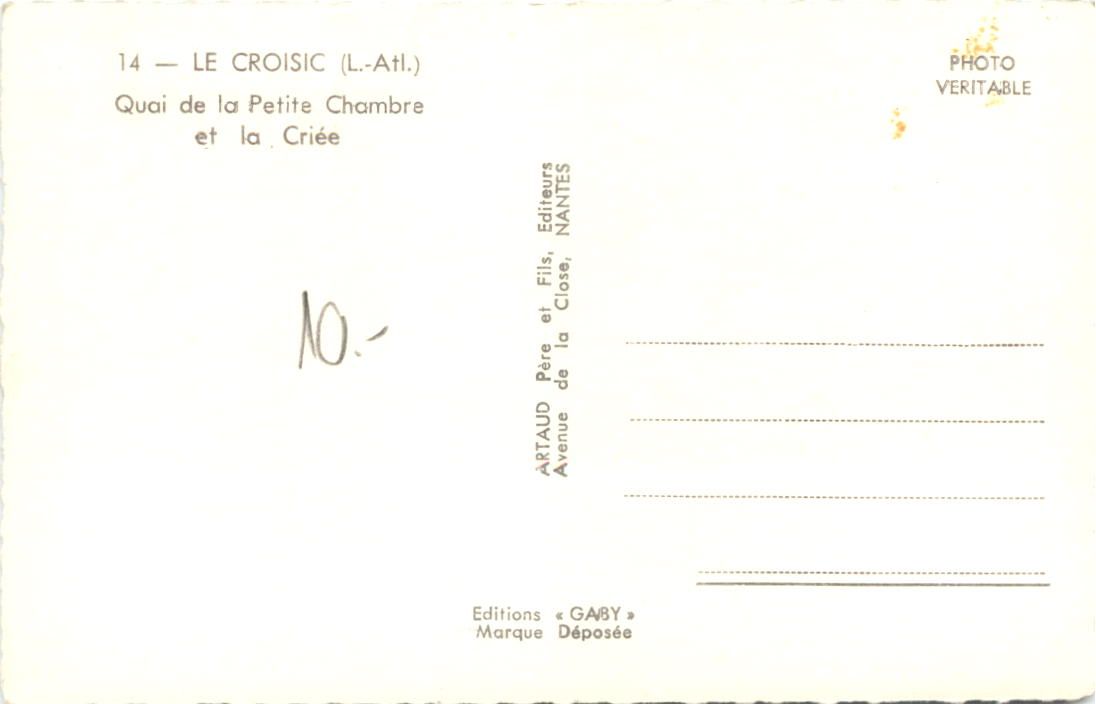 14 — LE CROISIC (L.-Atl.)
Quai de la Petite Chambre
et la Criée
PHOTO
VERITABLE
ARTAUD Père et Fils, Editeurs
Avenue de la Close, NANTES
10.-
Editions « GABY »
Marque Déposée